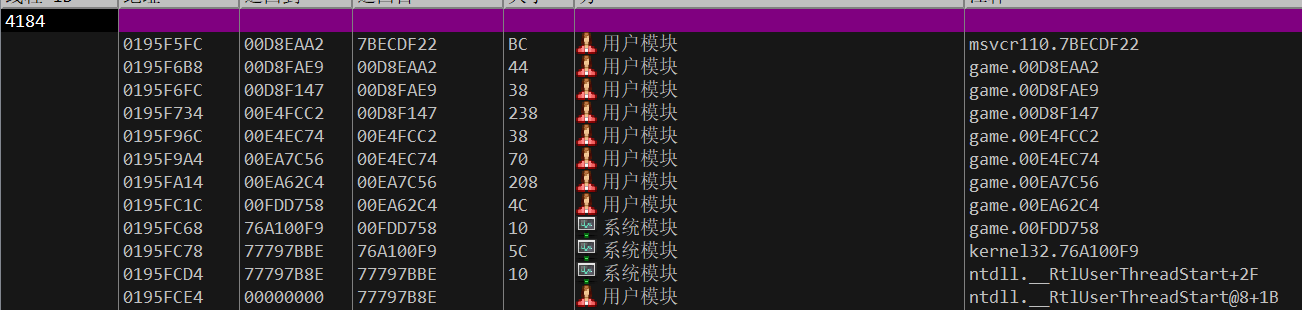 4184
0195F5FC 00D8EAA2 7BECDF22 BC 用户模块 msvcr110.7BECDF22
0195F6B8 00D8FAE9 00D8EAA2 44 用户模块 game.00D8EAA2
0195F6FC 00D8F147 00D8FAE9 38 用户模块 game.00D8FAE9
0195F734 00E4FCC2 00D8F147 238 用户模块 game.00D8F147
0195F96C 00E4EC74 00E4FCC2 38 用户模块 game.00E4FCC2
0195F9A4 00EA7C56 00E4EC74 70 用户模块 game.00E4EC74
0195FA14 00EA62C4 00EA7C56 208 用户模块 game.00EA7C56
0195FC1C 00FDD758 00EA62C4 4C 用户模块 game.00EA62C4
0195FC68 76A100F9 00FDD758 10 系统模块 game.00FDD758
0195FC78 77797BBE 76A100F9 5C 系统模块 kernel32.76A100F9
0195FCD4 77797B8E 77797BBE 10 系统模块 ntdll.__RtlUserThreadStart+2F
0195FCE4 00000000 77797B8E 用户模块 ntdll.__RtlUserThreadStart@8+1B